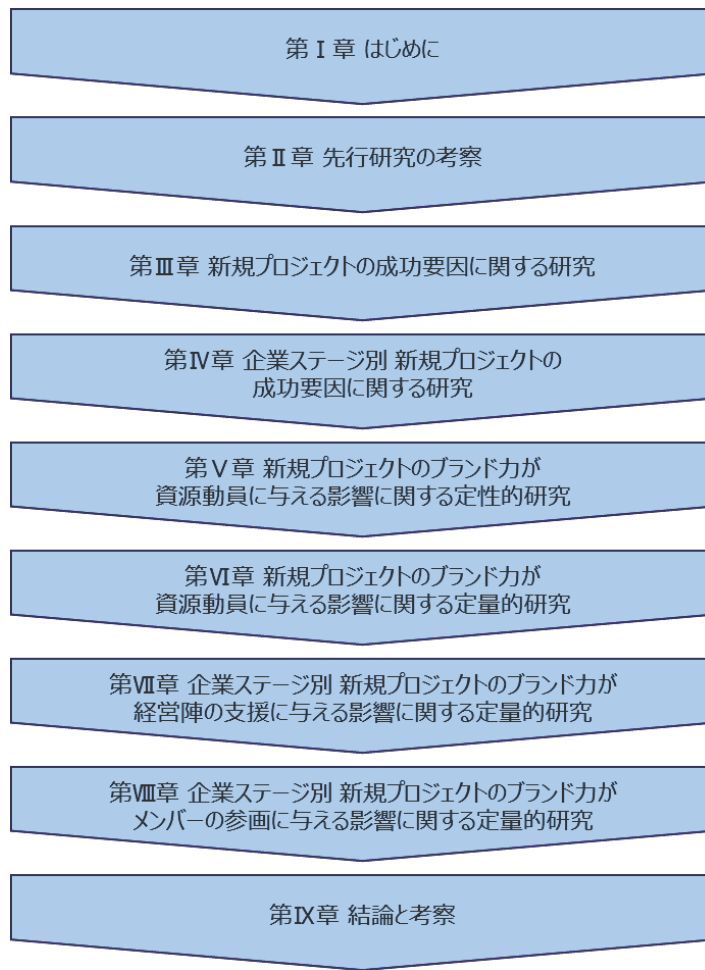 第Ⅰ章 はじめに
第Ⅱ章 先行研究の考察
第Ⅲ章 新規プロジェクトの成功要因に関する研究
第Ⅳ章 企業ステージ別 新規プロジェクトの
成功要因に関する研究
第Ⅴ章 新規プロジェクトのブランド力が
資源動員に与える影響に関する定性的研究
第Ⅵ章 新規プロジェクトのブランド力が
資源動員に与える影響に関する定量的研究
第Ⅶ章 企業ステージ別 新規プロジェクトのブランド力が
経営陣の支援に与える影響に関する定量的研究
第Ⅷ章 企業ステージ別 新規プロジェクトのブランド力が
メンバーの参画に与える影響に関する定量的研究
第Ⅸ章 結論と考察